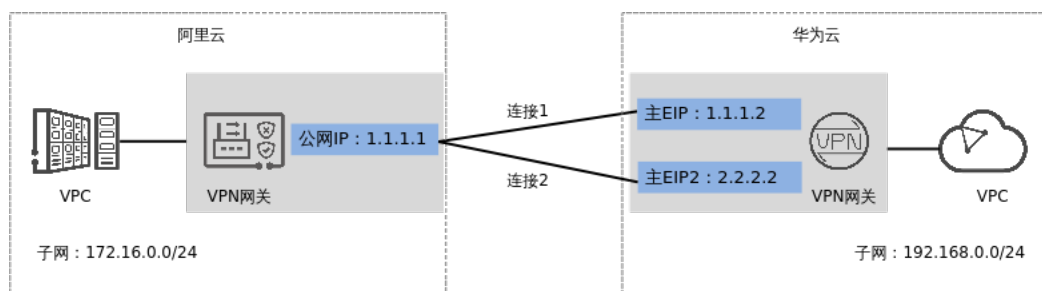 阿里云
华为云
连接1
主EIP：1.1.1.2
公网IP：1.1.1.1
VPN
连接2
主EIP2：2.2.2.2
VPC
VPN网关
VPN网关
VPC
子网：172.16.0.0/24
子网：192.168.0.0/24